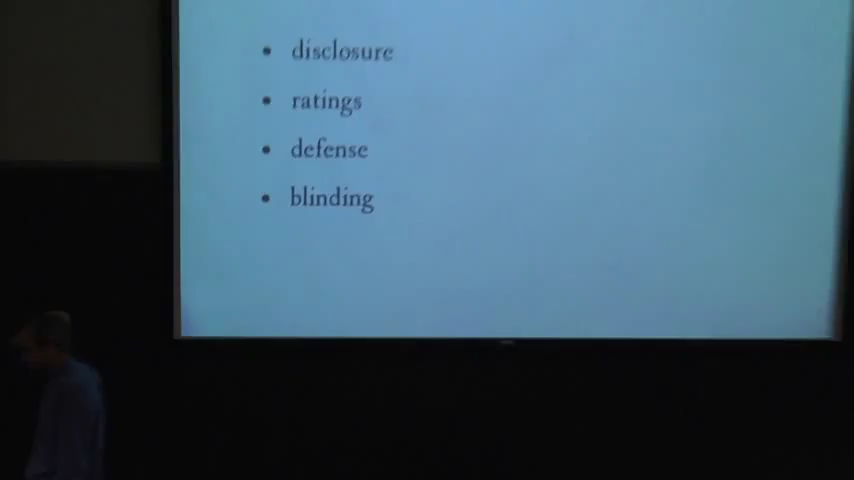 • disclosure
• ratings
• defense
• blinding